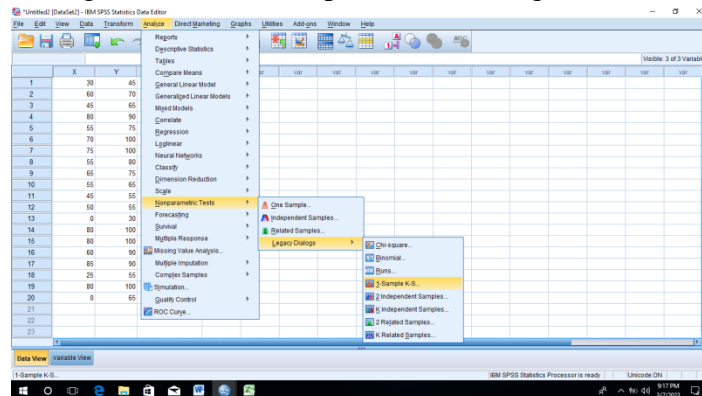 *Untitled2 [DataSet2] - IBM SPSS Statistics Data Editor
File Edit View Data Transform Analyze Direct Marketing Graphs Utilities Add-ons Window Help
Visible: 3 of 3 Variabl
X Y var var var var var var var var var var var
1 30 45
2 60 70
3 45 65
4 80 90
5 55 75
6 70 100
7 75 100
8 55 80
9 65 75
10 55 65
11 45 55
12 50 55
13 0 30
14 80 100
15 80 100
16 60 90
17 85 90
18 25 55
19 80 100
20 0 65
21
22
23
Reports
Descriptive Statistics
Tables
Compare Means
General Linear Model
Generalized Linear Models
Mixed Models
Correlate
Regression
Loglinear
Neural Networks
Classify
Dimension Reduction
Scale
Nonparametric Tests
Forecasting
Survival
Multiple Response
Missing Value Analysis...
Multiple Imputation
Complex Samples
Simulation...
Quality Control
ROC Curve...
One Sample...
Independent Samples...
Related Samples...
Legacy Dialogs
Chi-square...
Binomial...
Runs...
1-Sample K-S...
2 Independent Samples...
K Independent Samples...
2 Related Samples...
K Related Samples...
Data View Variable View
1-Sample K-S...
IBM SPSS Statistics Processor is ready Unicode:ON
9:17 PM